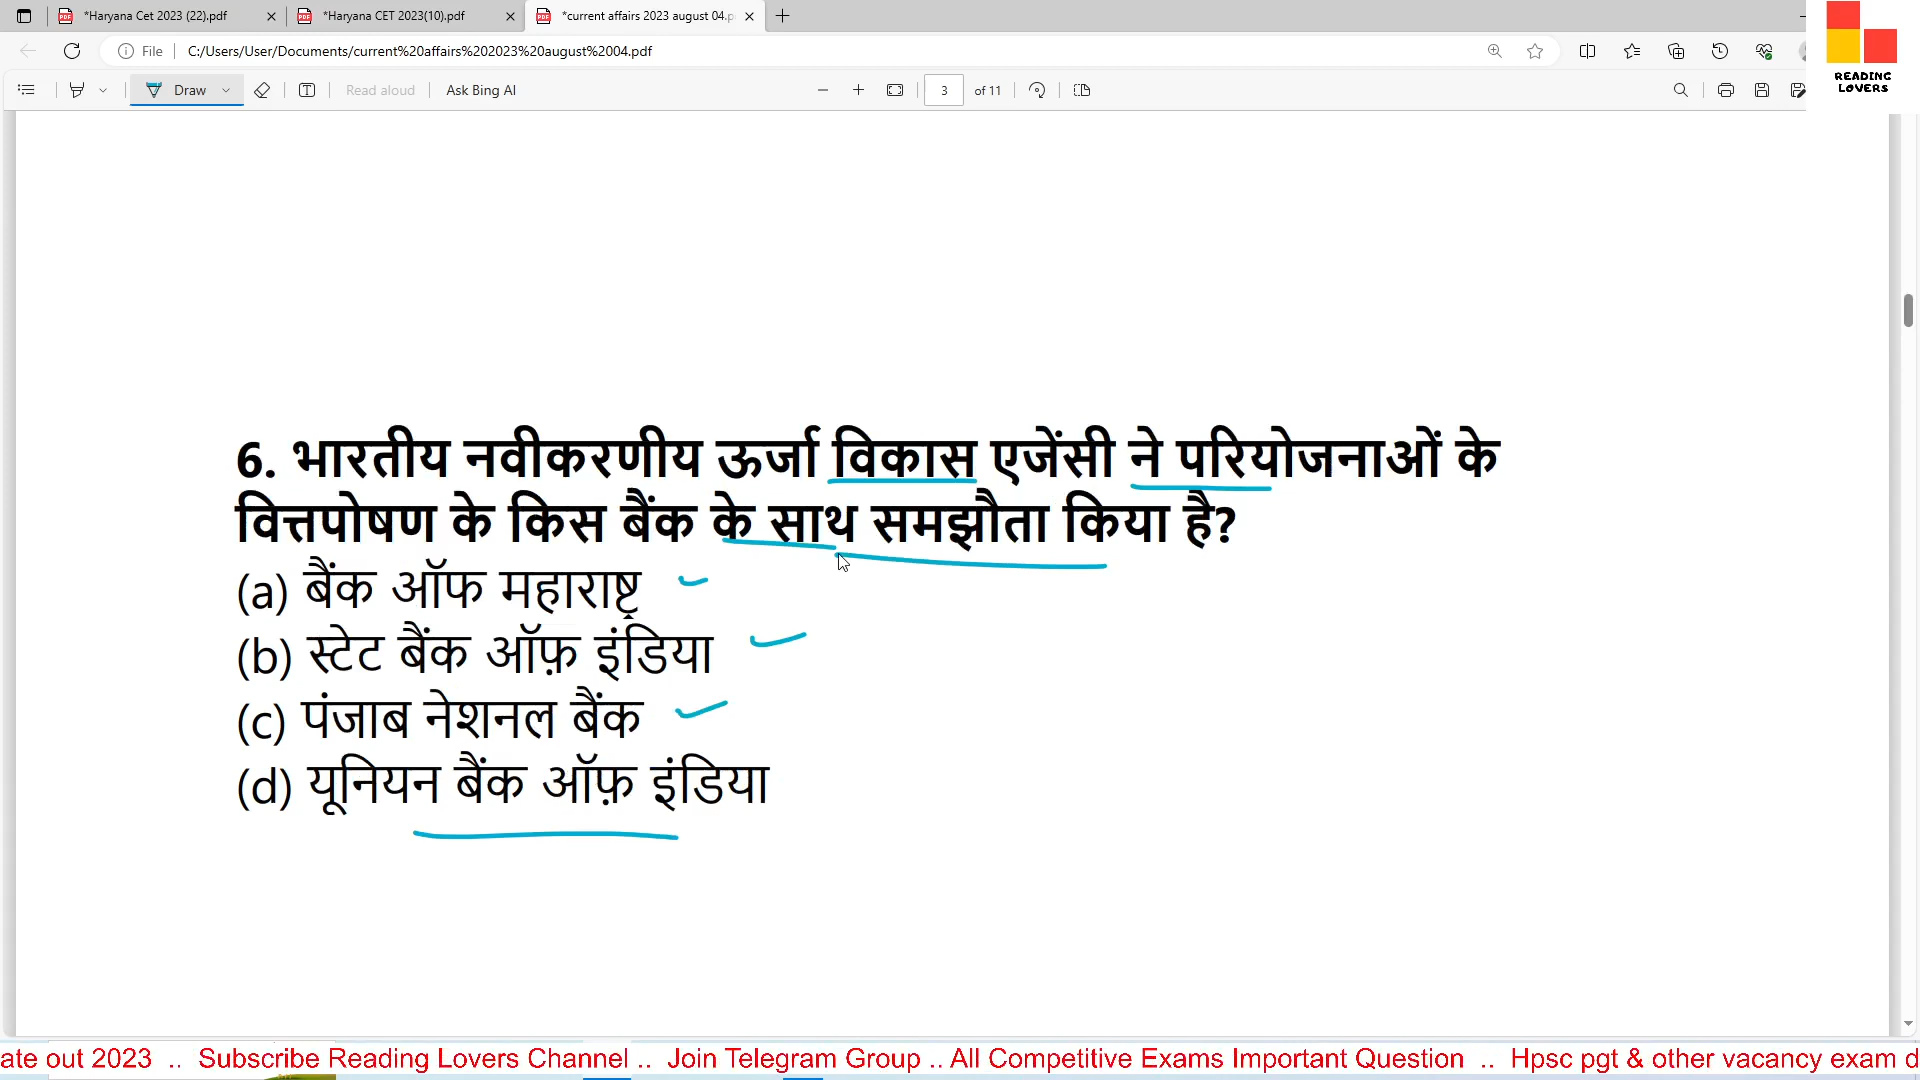 *Haryana Cet 2023 (22).pdf
*Haryana CET 2023(10).pdf
*current affairs 2023 august 04.p
File
C:/Users/User/Documents/current%20affairs%202023%20august%2004.pdf
READING
LOVERS
Draw
Read aloud
Ask Bing AI
3
of 11
6. भारतीय नवीकरणीय ऊर्जा विकास एजेंसी ने परियोजनाओं के
वित्तपोषण के किस बैंक के साथ समझौता किया है?
(a) बैंक ऑफ महाराष्ट्र
(b) स्टेट बैंक ऑफ़ इंडिया
(c) पंजाब नेशनल बैंक
(d) यूनियन बैंक ऑफ़ इंडिया
ate out 2023 .. Subscribe Reading Lovers Channel .. Join Telegram Group .. All Competitive Exams Important Question .. Hpsc pgt & other vacancy exam d